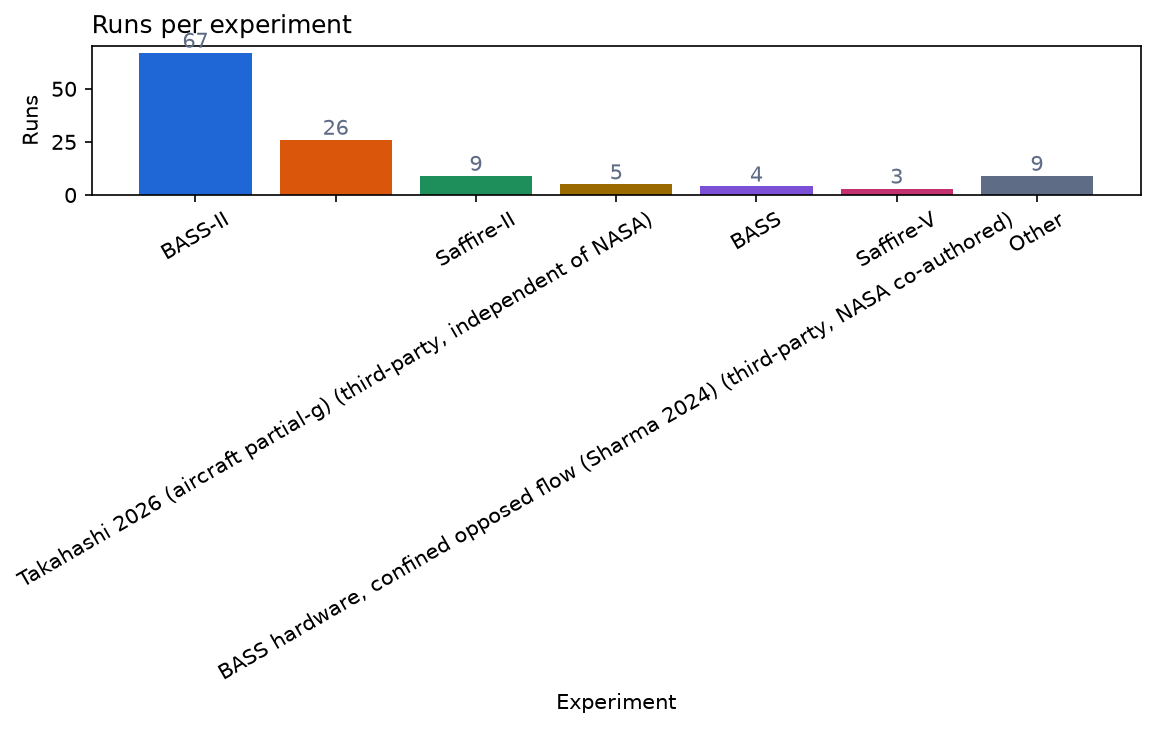 Runs per experiment
67
26
9
5
4
3
9
50
25
0
Runs
BASS-II
Takahashi 2026 (aircraft partial-g) (third-party, independent of NASA)
Saffire-II
BASS hardware, confined opposed flow (Sharma 2024) (third-party, NASA co-authored)
BASS
Saffire-V
Other
Experiment